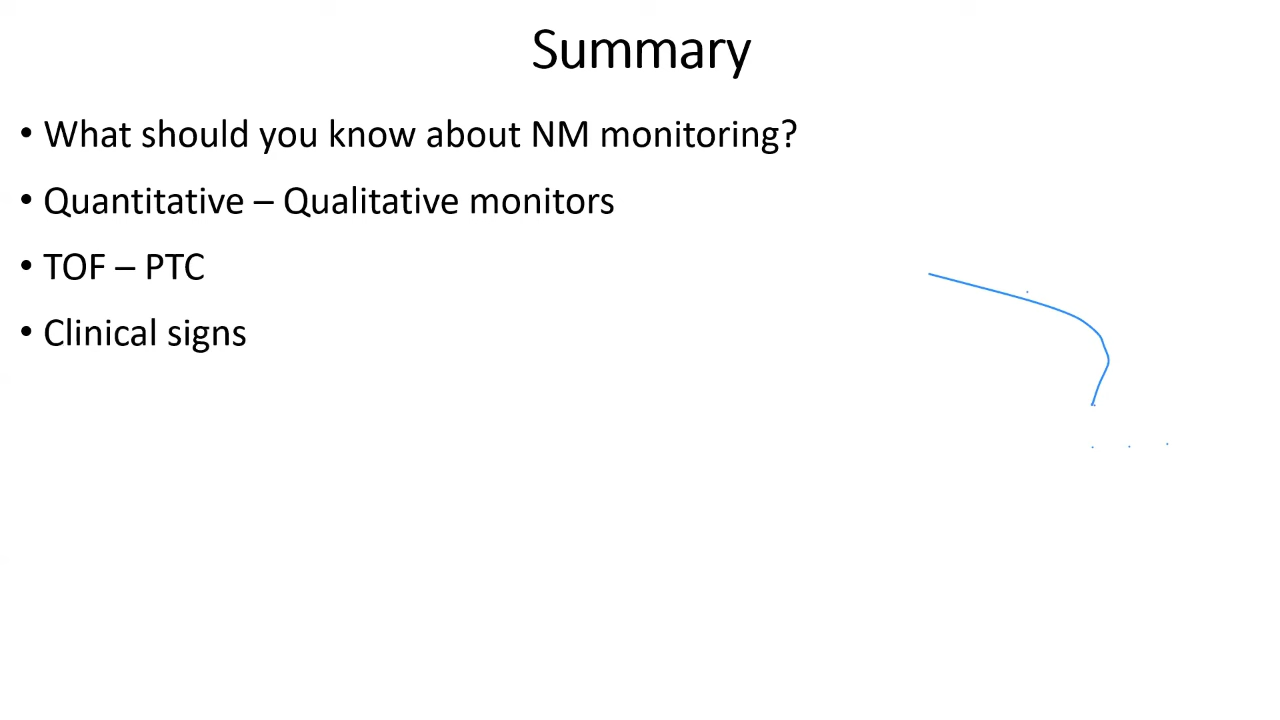 Summary
• What should you know about NM monitoring?
• Quantitative – Qualitative monitors
• TOF – PTC
• Clinical signs